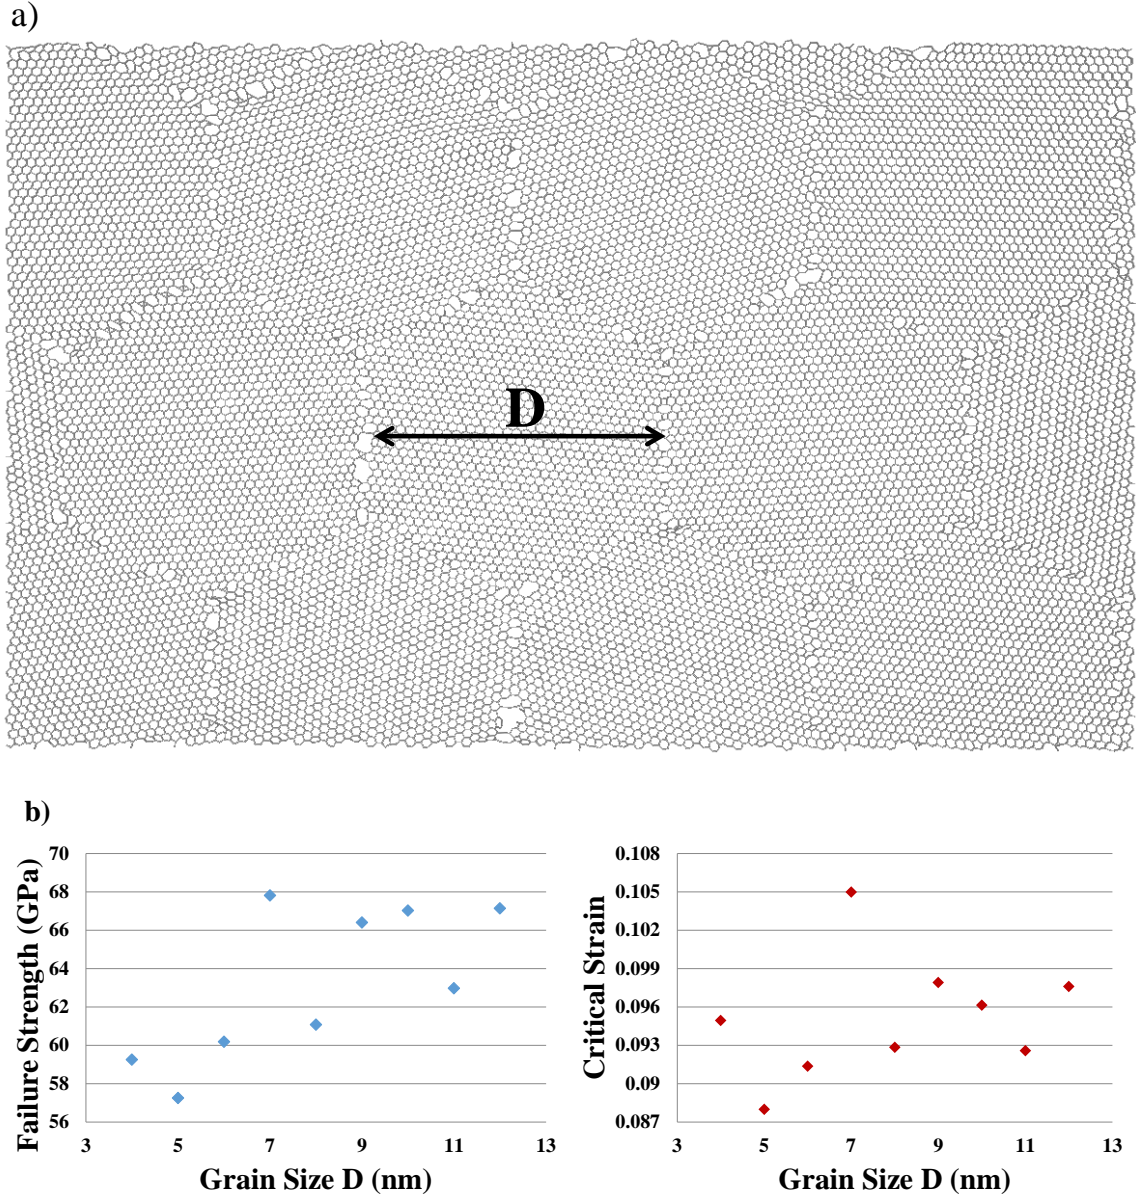 a)
D
b)
Failure Strength (GPa)
70
68
66
64
62
60
58
56
3 5 7 9 11 13
Grain Size D (nm)
Critical Strain
0.108
0.105
0.102
0.099
0.096
0.093
0.09
0.087
3 5 7 9 11 13
Grain Size D (nm)